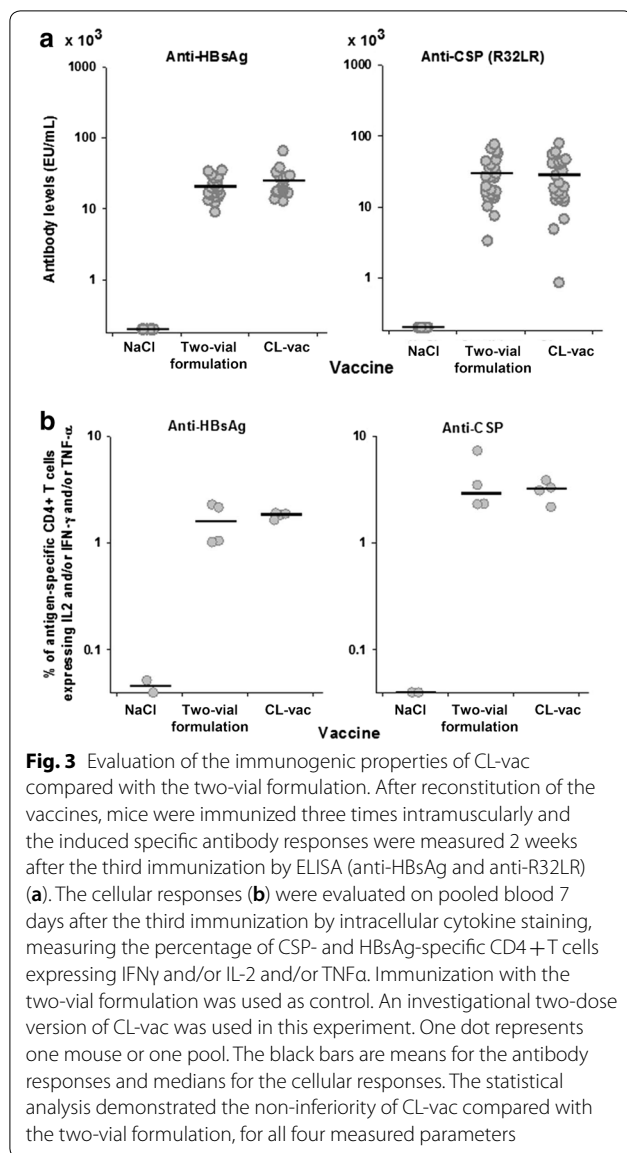 a
x 10³ x 10³
Anti-HBsAg Anti-CSP (R32LR)
1000 1000
100 100
10 10
1 1
Antibody levels (EU/mL)
NaCl Two-vial formulation CL-vac NaCl Two-vial formulation CL-vac
Vaccine
b
Anti-HBsAg Anti-CSP
10 10
1 1
0.1 0.1
% of antigen-specific CD4+ T cells
expressing IL2 and/or IFN-γ and/or TNF-α
NaCl Two-vial formulation CL-vac NaCl Two-vial formulation CL-vac
Vaccine
Fig. 3 Evaluation of the immunogenic properties of CL-vac
compared with the two-vial formulation. After reconstitution of the
vaccines, mice were immunized three times intramuscularly and
the induced specific antibody responses were measured 2 weeks
after the third immunization by ELISA (anti-HBsAg and anti-R32LR)
(a). The cellular responses (b) were evaluated on pooled blood 7
days after the third immunization by intracellular cytokine staining,
measuring the percentage of CSP- and HBsAg-specific CD4+T cells
expressing IFNγ and/or IL-2 and/or TNFα. Immunization with the
two-vial formulation was used as control. An investigational two-dose
version of CL-vac was used in this experiment. One dot represents
one mouse or one pool. The black bars are means for the antibody
responses and medians for the cellular responses. The statistical
analysis demonstrated the non-inferiority of CL-vac compared with
the two-vial formulation, for all four measured parameters